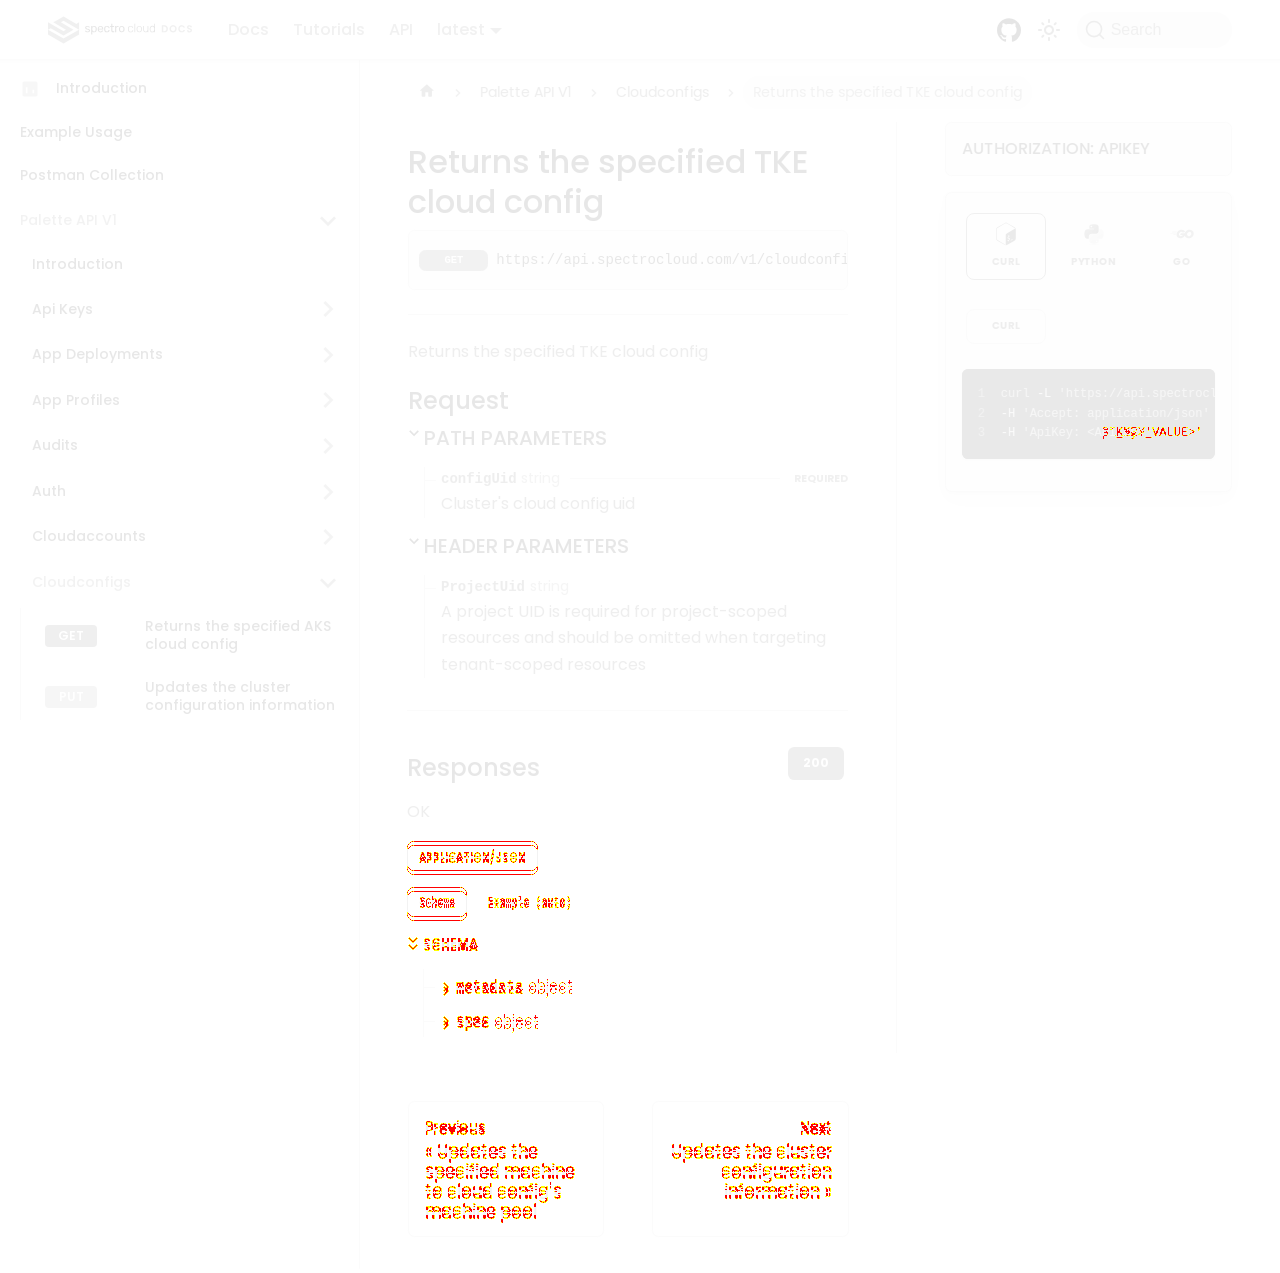 spectro cloud DOCS Docs Tutorials API latest Search
Introduction
Example Usage
Postman Collection
Palette API V1
Introduction
Api Keys
App Deployments
App Profiles
Audits
Auth
Cloudaccounts
Cloudconfigs
GET Returns the specified AKS
cloud config
PUT Updates the cluster
configuration information
Palette API V1 Cloudconfigs Returns the specified TKE cloud config
Returns the specified TKE
cloud config
GET https://api.spectrocloud.com/v1/cloudconfi
Returns the specified TKE cloud config
Request
PATH PARAMETERS
configUid string REQUIRED
Cluster's cloud config uid
HEADER PARAMETERS
ProjectUid string
A project UID is required for project-scoped
resources and should be omitted when targeting
tenant-scoped resources
Responses 200
OK
APPLICATION/JSON
Schema Example (auto)
SCHEMA
metadata object
spec object
Previous
« Updates the
specified machine
to cloud config's
machine pool
Next
Updates the cluster
configuration
information »
AUTHORIZATION: APIKEY
CURL PYTHON GO
CURL
1 curl -L 'https://api.spectrocl
2 -H 'Accept: application/json'
3 -H 'ApiKey: